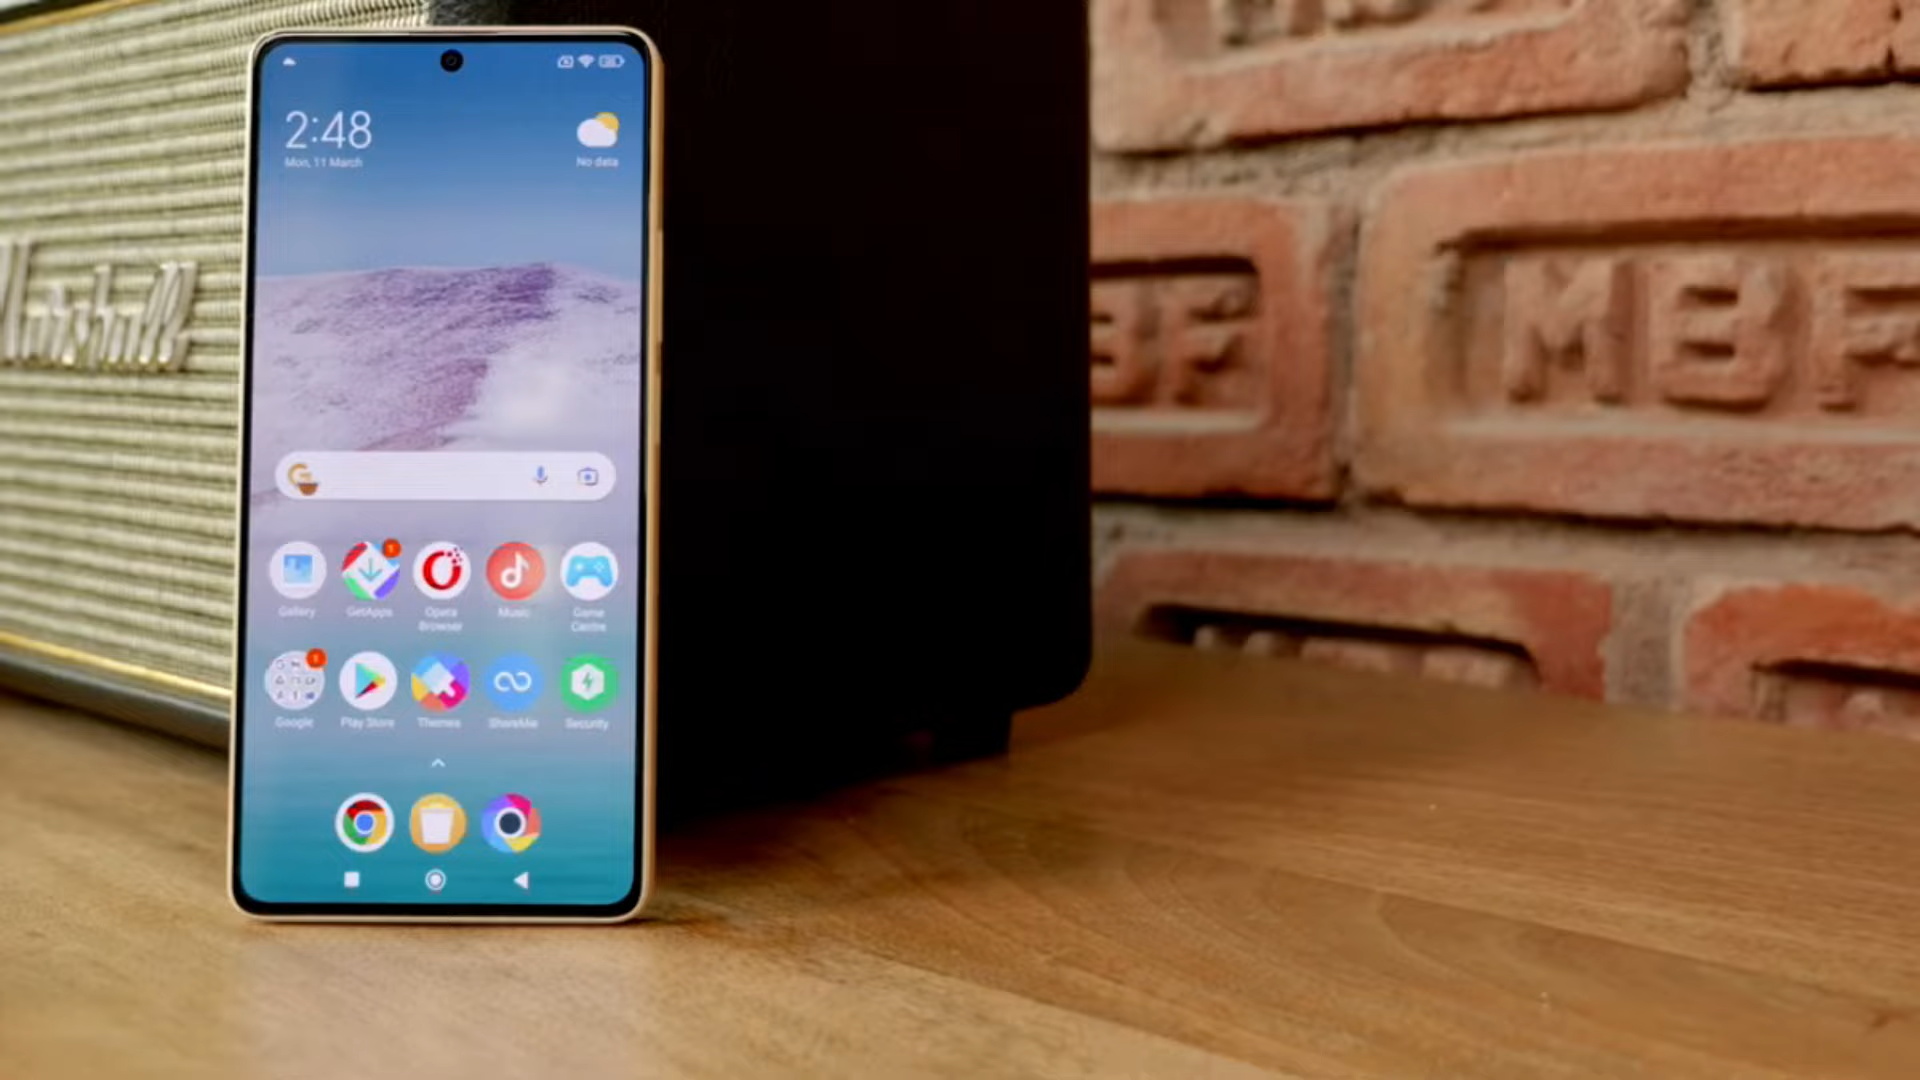 Marshall
2:48
Mon, 11 March
No data
Gallery
GetApps
Opera
Browser
Music
Game
Centre
Google
Play Store
Themes
ShareMe
Security
BF
MBF